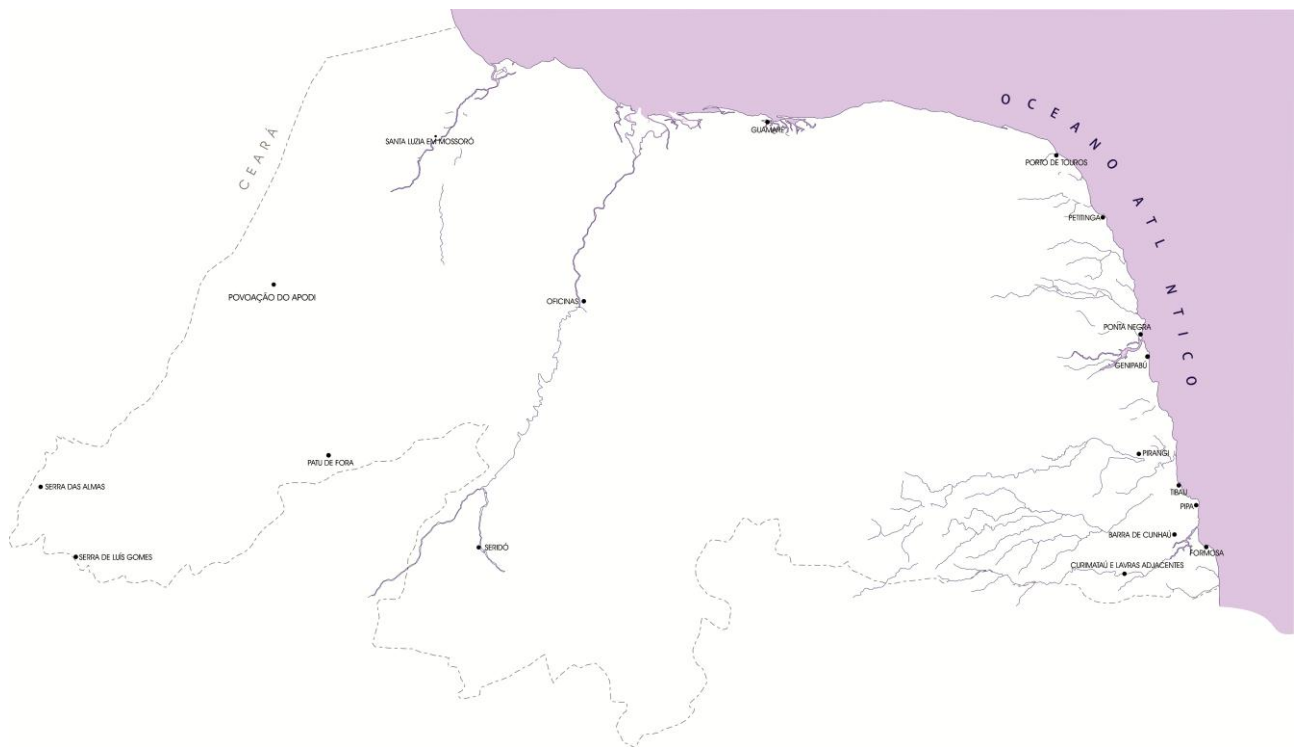 OCEANO ATL NTICO
CEARÁ
GUAMARÉ
SANTA LUZIA EM MOSSORÓ
PORTO DE TOUROS
PETITINGA
POVOAÇÃO DO APODI
OFICINAS
PONTA NEGRA
GENIPABÚ
PATU DE FORA
PIRANGI
SERRA DAS ALMAS
TIBAU
PIPA
BARRA DE CUNHAÚ
SERIDÓ
FORMOSA
SERRA DE LUÍS GOMES
CURIMATAÚ E LAVRAS ADJACENTES